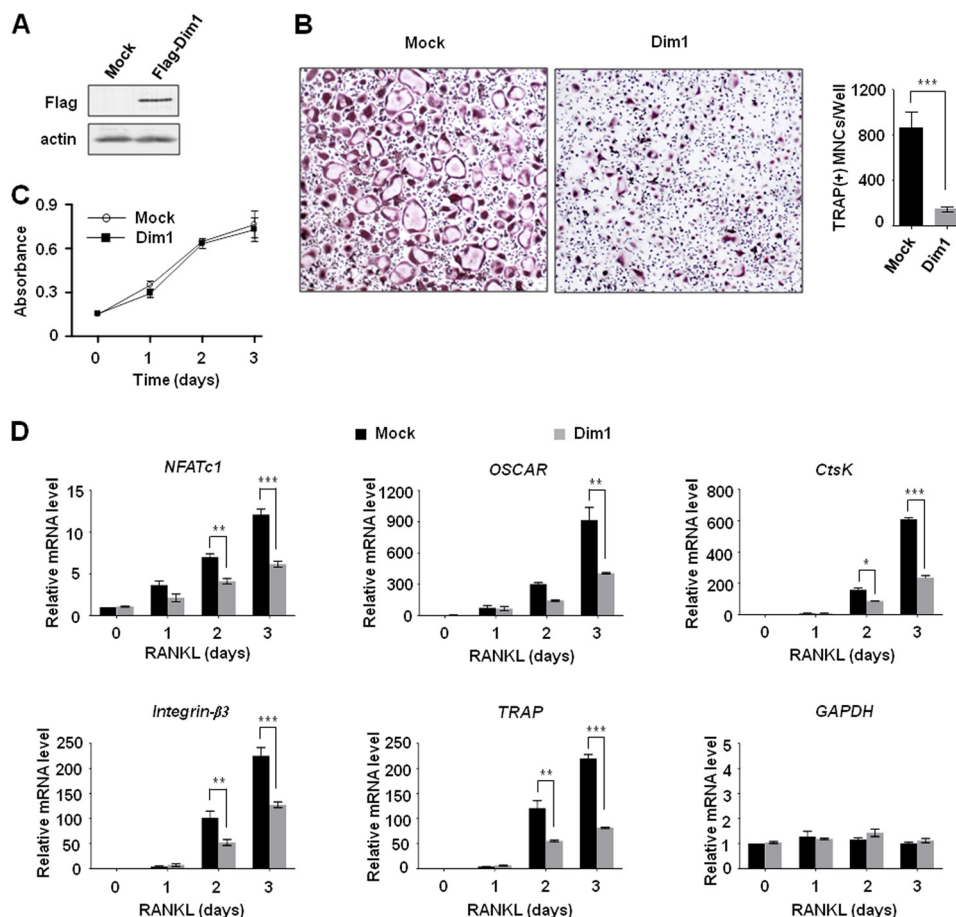 A
Mock
Flag-Dim1
Flag
actin
B
Mock
Dim1
TRAP(+) MNCs/Well
1200
800
400
0
***
Mock
Dim1
C
Absorbance
0.9
0.6
0.3
0
Mock
Dim1
0 1 2 3
Time (days)
D
Mock
Dim1
NFATc1
Relative mRNA level
15
10
5
0
**
***
0 1 2 3
RANKL (days)
OSCAR
Relative mRNA level
1200
900
600
300
0
**
0 1 2 3
RANKL (days)
CtsK
Relative mRNA level
800
600
400
200
0
*
***
0 1 2 3
RANKL (days)
Integrin-β3
Relative mRNA level
250
200
150
100
50
0
**
***
0 1 2 3
RANKL (days)
TRAP
Relative mRNA level
250
200
150
100
50
0
**
***
0 1 2 3
RANKL (days)
GAPDH
Relative mRNA level
5
4
3
2
1
0
0 1 2 3
RANKL (days)